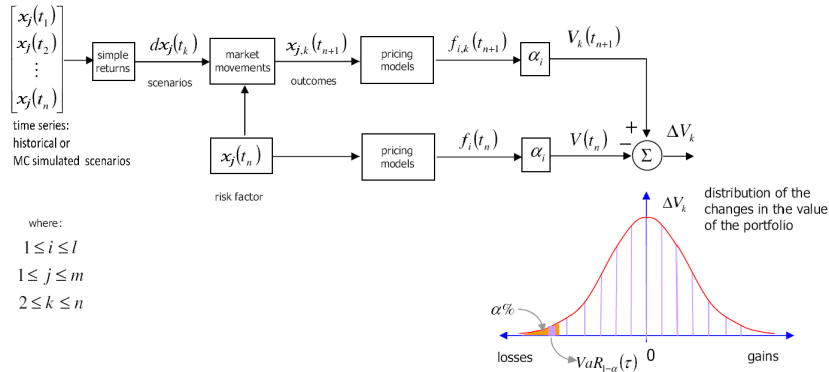 x_j(t_1)
x_j(t_2)
⋮
x_j(t_n)
time series:
historical or
MC simulated scenarios
simple
returns
dx_j(t_k)
scenarios
market
movements
x_{j,k}(t_{n+1})
outcomes
pricing
models
f_{i,k}(t_{n+1})
α_i
V_k(t_{n+1})
x_j(t_n)
risk factor
pricing
models
f_i(t_n)
α_i
V(t_n)
+
−
Σ
ΔV_k
where:
1 ≤ i ≤ l
1 ≤ j ≤ m
2 ≤ k ≤ n
ΔV_k
distribution of the
changes in the value
of the portfolio
α%
losses
VaR_{1−α}(τ)
0
gains